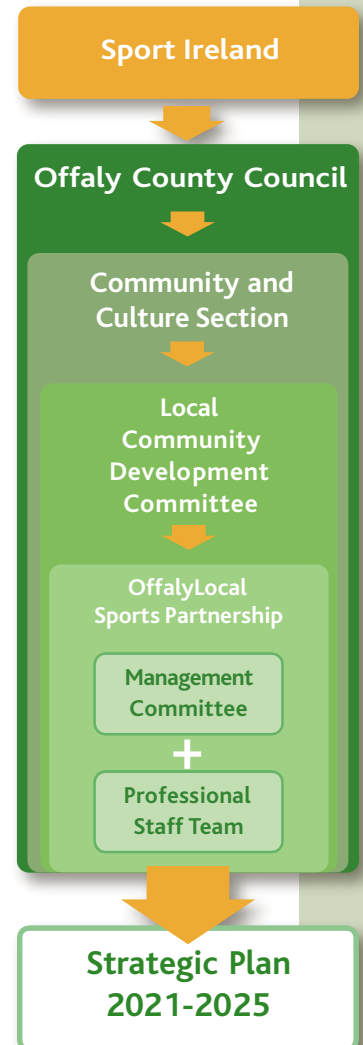 Sport Ireland
Offaly County Council
Community and
Culture Section
Local
Community
Development
Committee
OffalyLocal
Sports Partnership
Management
Committee
+
Professional
Staff Team
Strategic Plan
2021-2025